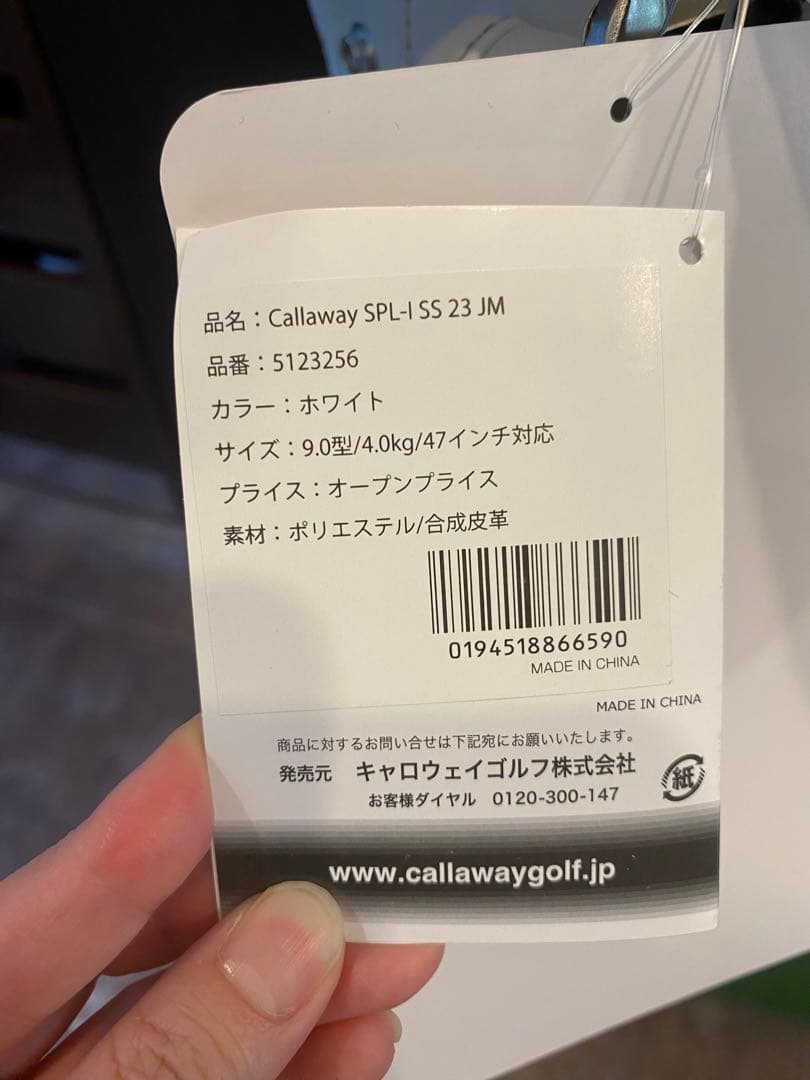 品名：Callaway SPL-I SS 23 JM
品番：5123256
カラー：ホワイト
サイズ：9.0型/4.0kg/47インチ対応
プライス：オープンプライス
素材：ポリエステル/合成皮革
0194518866590
MADE IN CHINA
MADE IN CHINA
商品に対するお問い合せは下記宛にお願いいたします。
発売元 キャロウェイゴルフ株式会社
紙
お客様ダイヤル 0120-300-147
www.callawaygolf.jp